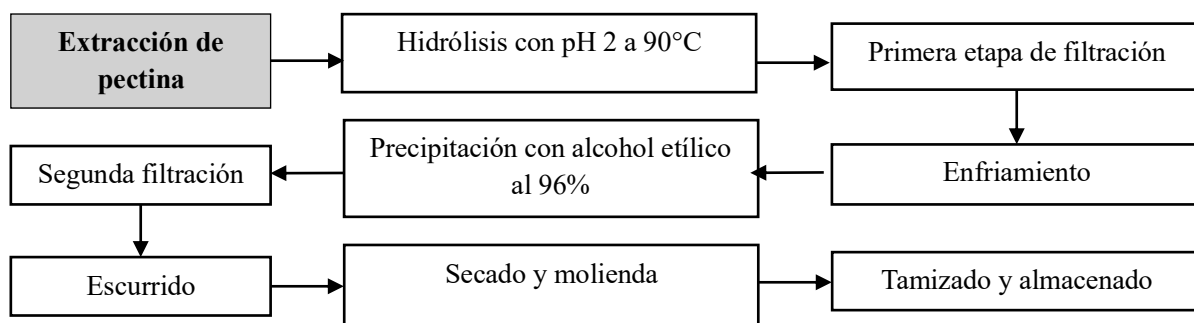 Extracción de
pectina
Hidrólisis con pH 2 a 90°C
Primera etapa de filtración
Enfriamiento
Precipitación con alcohol etílico
al 96%
Segunda filtración
Escurrido
Secado y molienda
Tamizado y almacenado